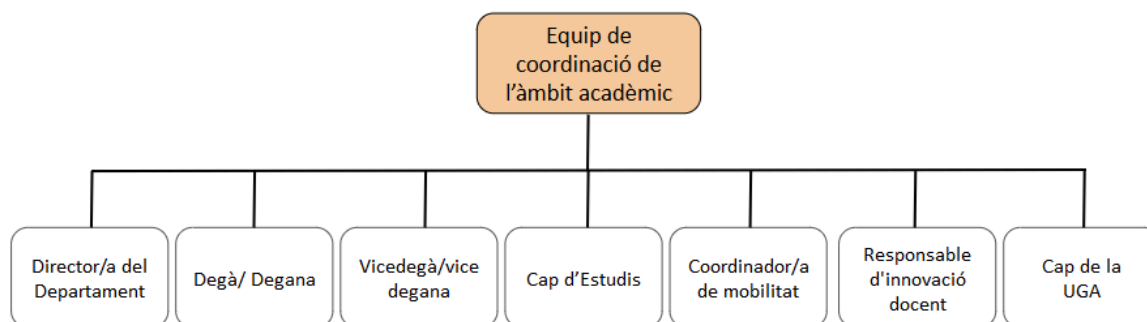 Equip de
coordinació de
l'àmbit acadèmic
Director/a del
Departament
Degà/ Degana
Vicedegà/vice
degana
Cap d'Estudis
Coordinador/a
de mobilitat
Responsable
d'innovació
docent
Cap de la
UGA